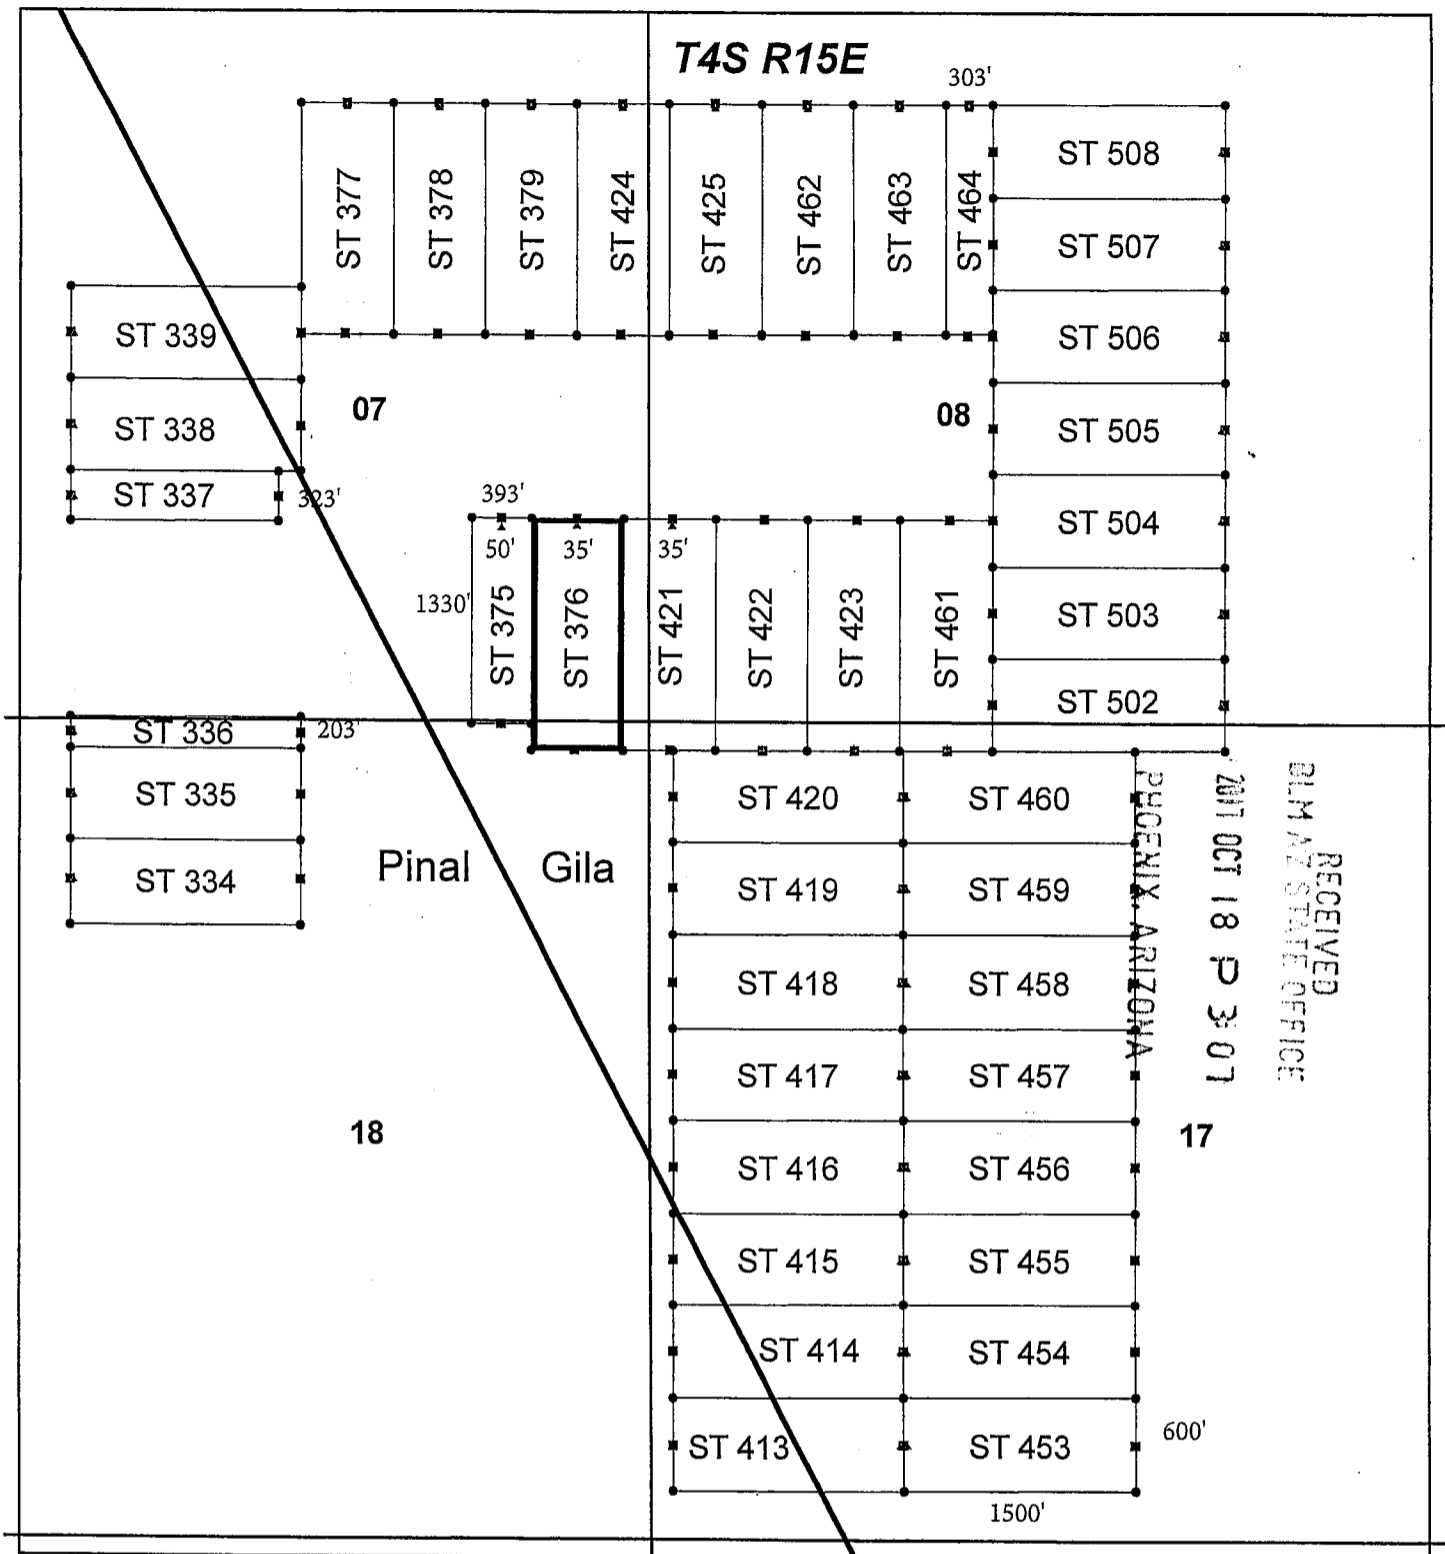 T4S R15E
303'
ST 377
ST 378
ST 379
ST 424
ST 425
ST 462
ST 463
ST 464
ST 508
ST 507
ST 506
ST 505
ST 504
ST 503
ST 502
ST 339
ST 338
ST 337
323'
07
08
393'
50'
35'
35'
1330'
ST 375
ST 376
ST 421
ST 422
ST 423
ST 461
ST 336
203'
ST 335
ST 334
Pinal
Gila
ST 420
ST 460
ST 419
ST 459
ST 418
ST 458
ST 417
ST 457
ST 416
ST 456
ST 415
ST 455
ST 414
ST 454
ST 413
ST 453
600'
1500'
18
17
RECEIVED
BLM AZ STATE OFFICE
2017 OCT 18 P 3:01
PHOENIX, ARIZONA